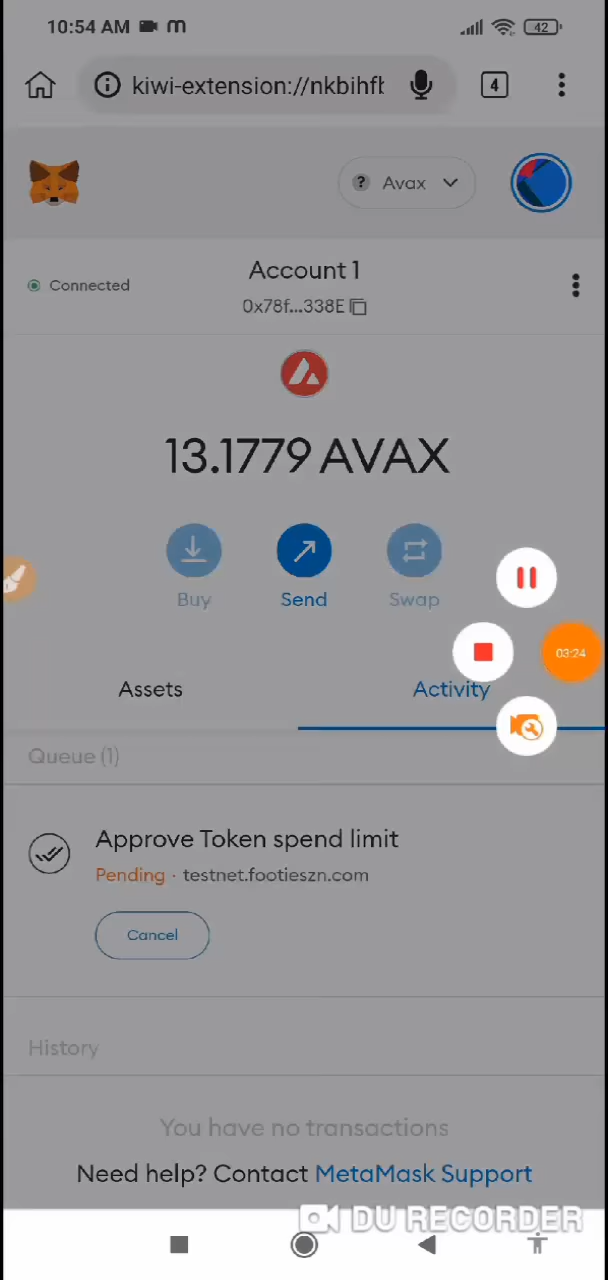 10:54 AM
42
kiwi-extension://nkbihfb
4
Avax
Connected
Account 1
0x78f...338E
13.1779 AVAX
Buy
Send
Swap
03:24
Assets
Activity
Queue (1)
Approve Token spend limit
Pending · testnet.footieszn.com
Cancel
History
You have no transactions
Need help? Contact MetaMask Support
DU RECORDER